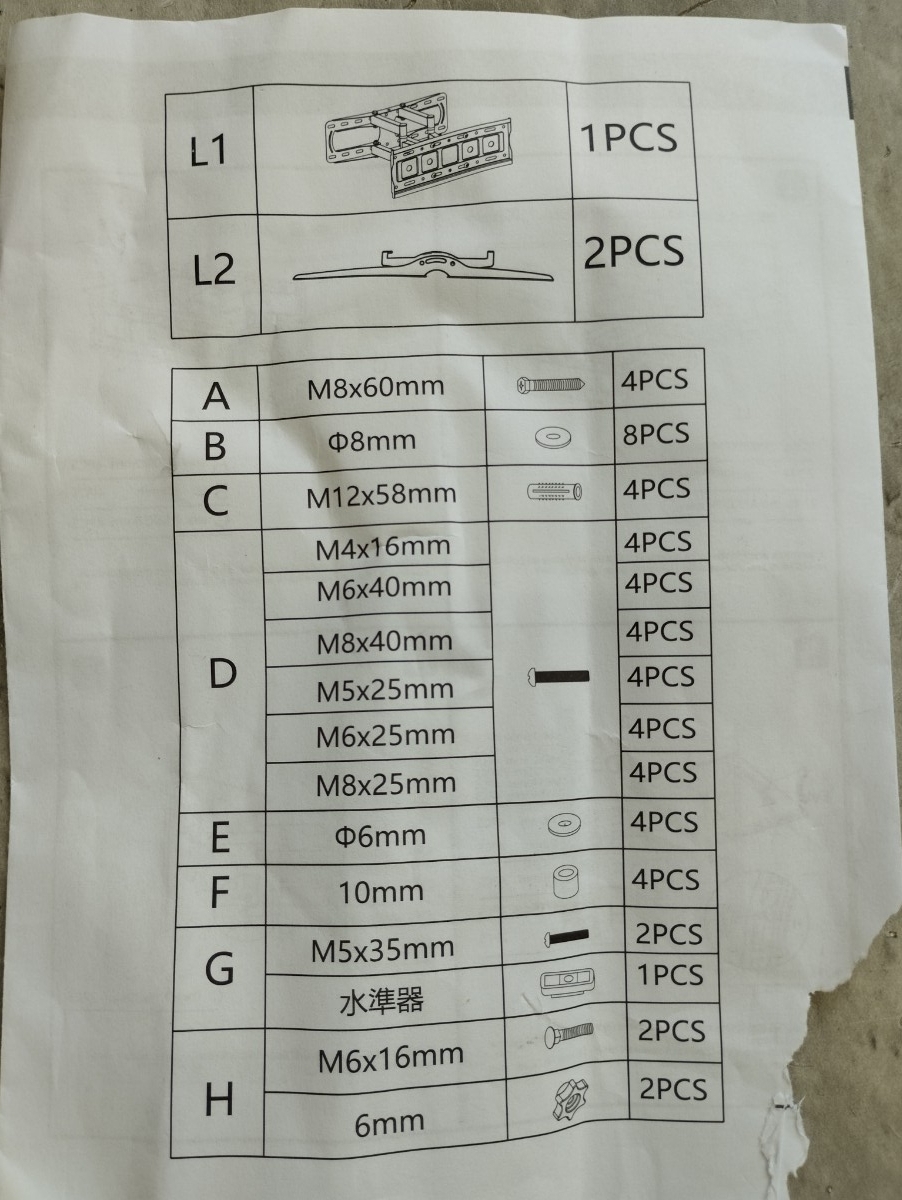 L1 1PCS
L2 2PCS
A M8x60mm 4PCS
B Φ8mm 8PCS
C M12x58mm 4PCS
D
M4x16mm 4PCS
M6x40mm 4PCS
M8x40mm 4PCS
M5x25mm 4PCS
M6x25mm 4PCS
M8x25mm 4PCS
E Φ6mm 4PCS
F 10mm 4PCS
G
M5x35mm 2PCS
水準器 1PCS
H
M6x16mm 2PCS
6mm 2PCS